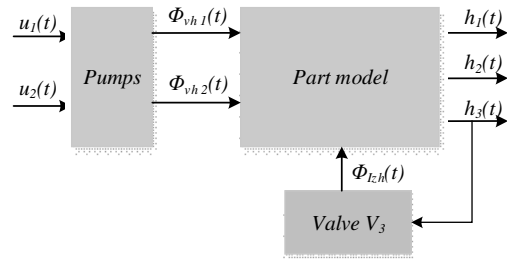 u1(t)
Φvh 1(t)
h1(t)
Pumps
Part model
h2(t)
u2(t)
Φvh 2(t)
h3(t)
ΦIzh(t)
Valve V3